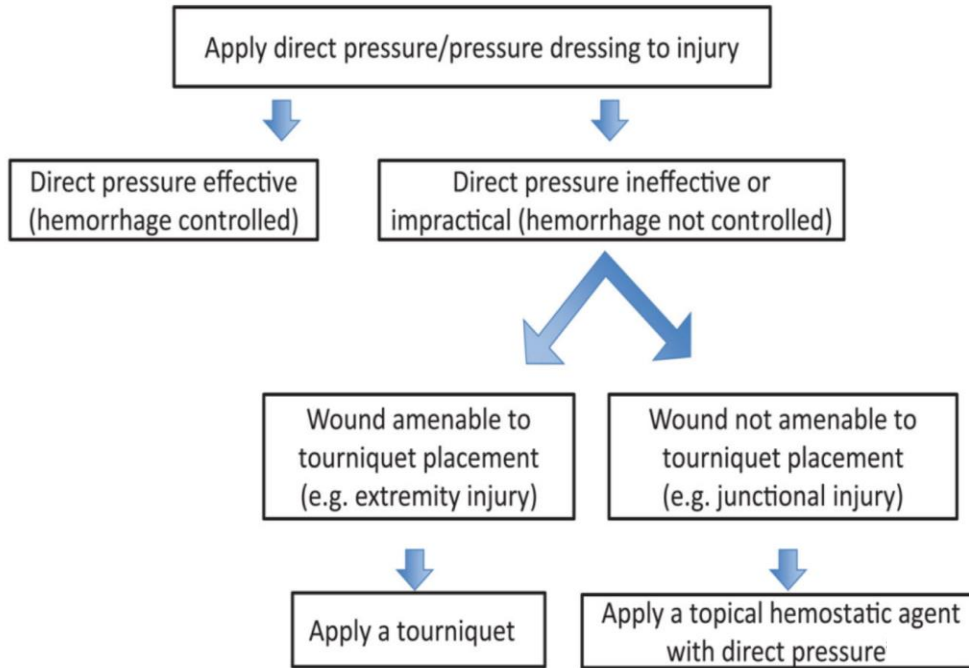 Apply direct pressure/pressure dressing to injury
Direct pressure effective
(hemorrhage controlled)
Direct pressure ineffective or
impractical (hemorrhage not controlled)
Wound amenable to
tourniquet placement
(e.g. extremity injury)
Wound not amenable to
tourniquet placement
(e.g. junctional injury)
Apply a tourniquet
Apply a topical hemostatic agent
with direct pressure